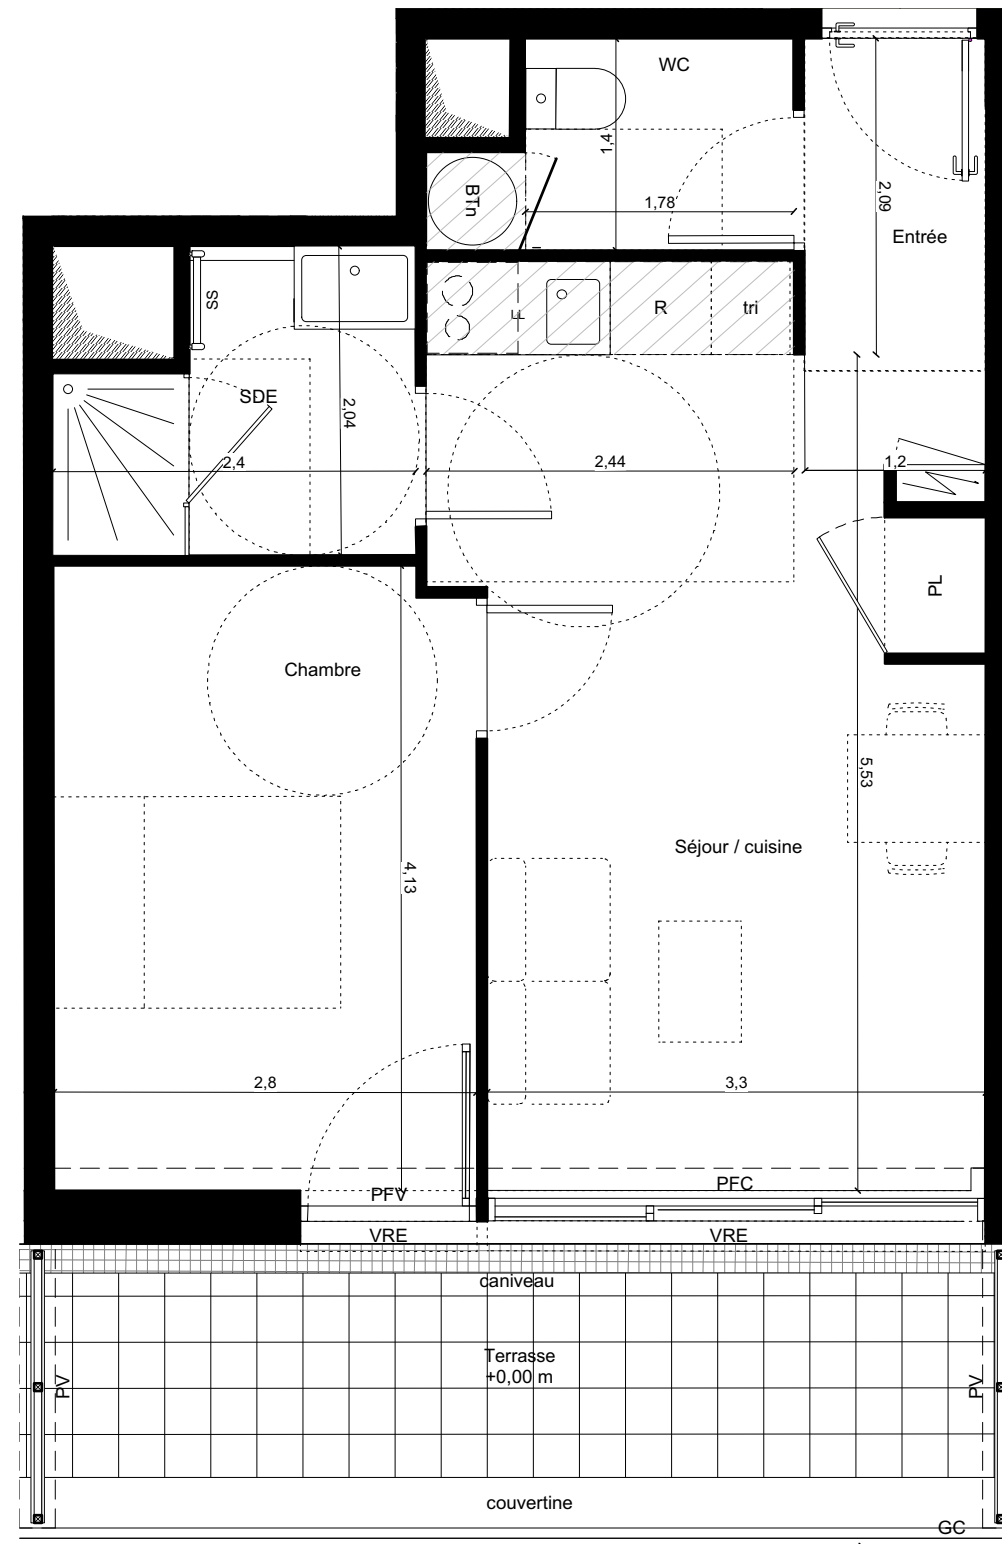 WC
1,4
BTn
1,78
2,09
Entrée
SS
LL
R
tri
SDE
2,04
2,4
2,44
1,2
PL
Chambre
5,53
Séjour / cuisine
4,13
2,8
3,3
PFV
PFC
VRE
VRE
caniveau
Terrasse
+0,00 m
PV
PV
couvertine
GC